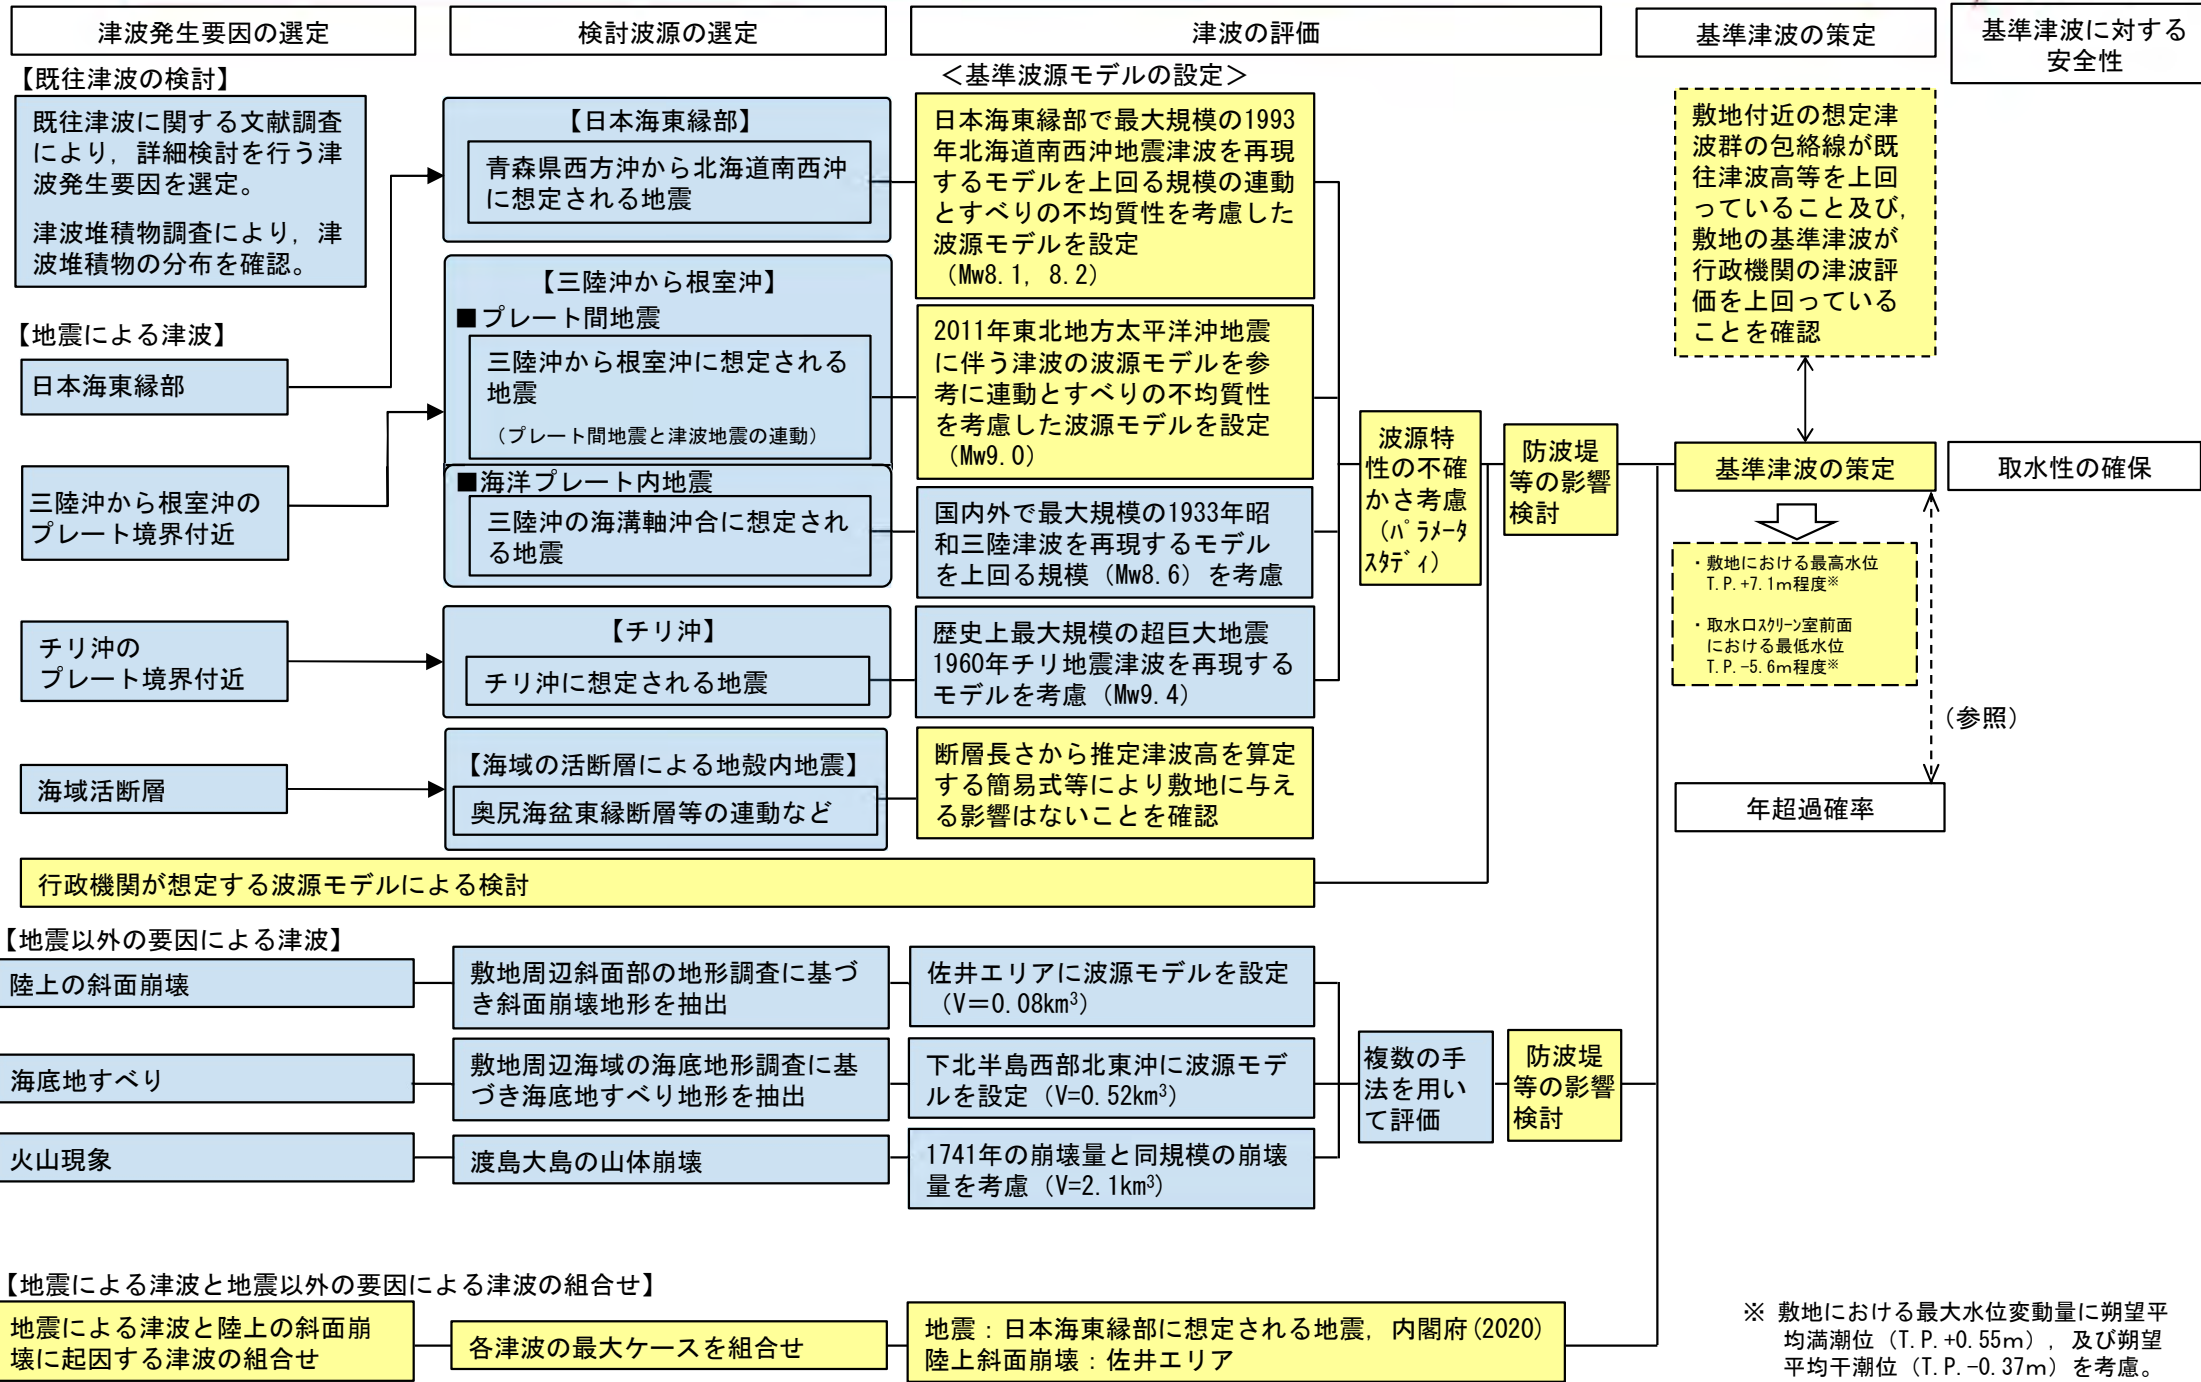 津波発生要因の選定
検討波源の選定
津波の評価
基準津波の策定
基準津波に対する
安全性
【既往津波の検討】
既往津波に関する文献調査
により，詳細検討を行う津
波発生要因を選定。
津波堆積物調査により，津
波堆積物の分布を確認。
【地震による津波】
日本海東縁部
三陸沖から根室沖の
プレート境界付近
チリ沖の
プレート境界付近
海域活断層
【日本海東縁部】
青森県西方沖から北海道南西沖
に想定される地震
【三陸沖から根室沖】
■プレート間地震
三陸沖から根室沖に想定される
地震
（プレート間地震と津波地震の連動）
■海洋プレート内地震
三陸沖の海溝軸沖合に想定され
る地震
【チリ沖】
チリ沖に想定される地震
【海域の活断層による地殻内地震】
奥尻海盆東縁断層等の連動など
＜基準波源モデルの設定＞
日本海東縁部で最大規模の1993
年北海道南西沖地震津波を再現
するモデルを上回る規模の連動
とすべりの不均質性を考慮した
波源モデルを設定
（Mw8.1，8.2）
2011年東北地方太平洋沖地震
に伴う津波の波源モデルを参
考に連動とすべりの不均質性
を考慮した波源モデルを設定
（Mw9.0）
国内外で最大規模の1933年昭
和三陸津波を再現するモデル
を上回る規模（Mw8.6）を考慮
歴史上最大規模の超巨大地震
1960年チリ地震津波を再現する
モデルを考慮（Mw9.4）
断層長さから推定津波高を算定
する簡易式等により敷地に与え
る影響はないことを確認
波源特
性の不確
かさ考慮
（ﾊﾟﾗﾒｰﾀ
ｽﾀﾃﾞｨ）
防波堤
等の影響
検討
敷地付近の想定津
波群の包絡線が既
往津波高等を上回
っていること及び，
敷地の基準津波が
行政機関の津波評
価を上回っている
ことを確認
基準津波の策定
取水性の確保
・敷地における最高水位
T.P.+7.1m程度※
・取水口ｽｸﾘｰﾝ室前面
における最低水位
T.P.-5.6m程度※
（参照）
年超過確率
行政機関が想定する波源モデルによる検討
【地震以外の要因による津波】
陸上の斜面崩壊
敷地周辺斜面部の地形調査に基づ
き斜面崩壊地形を抽出
佐井エリアに波源モデルを設定
（V＝0.08km³）
海底地すべり
敷地周辺海域の海底地形調査に基
づき海底地すべり地形を抽出
下北半島西部北東沖に波源モデ
ルを設定（V=0.52km³）
火山現象
渡島大島の山体崩壊
1741年の崩壊量と同規模の崩壊
量を考慮（V=2.1km³）
複数の手
法を用い
て評価
防波堤
等の影響
検討
【地震による津波と地震以外の要因による津波の組合せ】
地震による津波と陸上の斜面崩
壊に起因する津波の組合せ
各津波の最大ケースを組合せ
地震：日本海東縁部に想定される地震，内閣府(2020)
陸上斜面崩壊：佐井エリア
※ 敷地における最大水位変動量に朔望平
均満潮位（T.P.+0.55m），及び朔望
平均干潮位（T.P.-0.37m）を考慮。